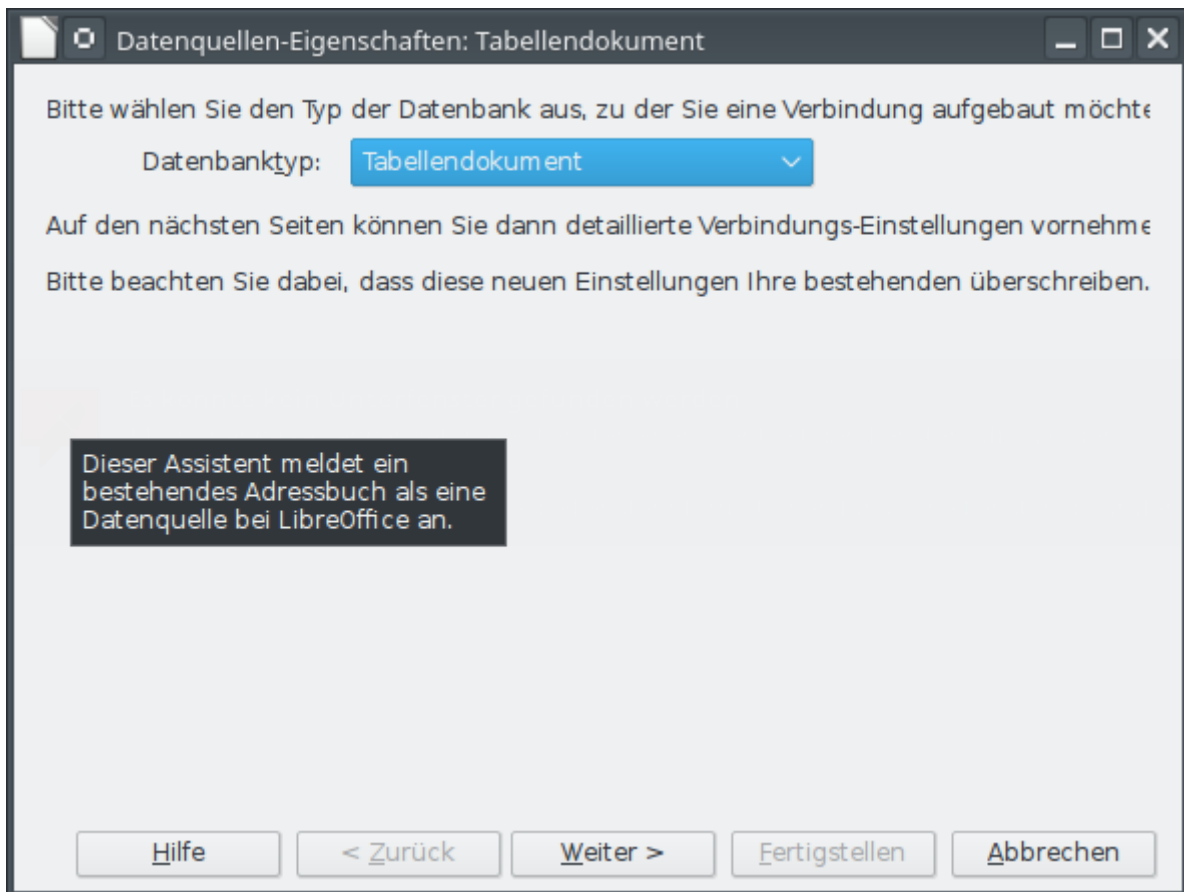 Datenquellen-Eigenschaften: Tabellendokument
Bitte wählen Sie den Typ der Datenbank aus, zu der Sie eine Verbindung aufgebaut möchte
Datenbanktyp: Tabellendokument
Auf den nächsten Seiten können Sie dann detaillierte Verbindungs-Einstellungen vornehme
Bitte beachten Sie dabei, dass diese neuen Einstellungen Ihre bestehenden überschreiben.
Dieser Assistent meldet ein
bestehendes Adressbuch als eine
Datenquelle bei LibreOffice an.
Hilfe < Zurück Weiter > Fertigstellen Abbrechen